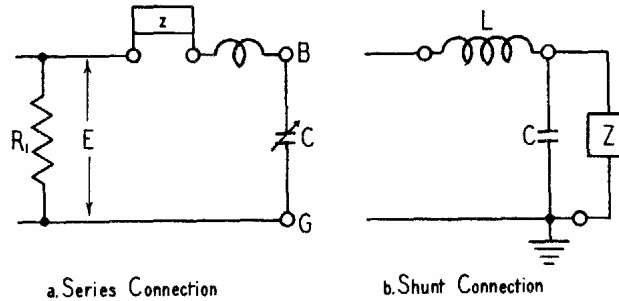 z
B
R₁
E
C
G
a. Series Connection
L
C
Z
b. Shunt Connection